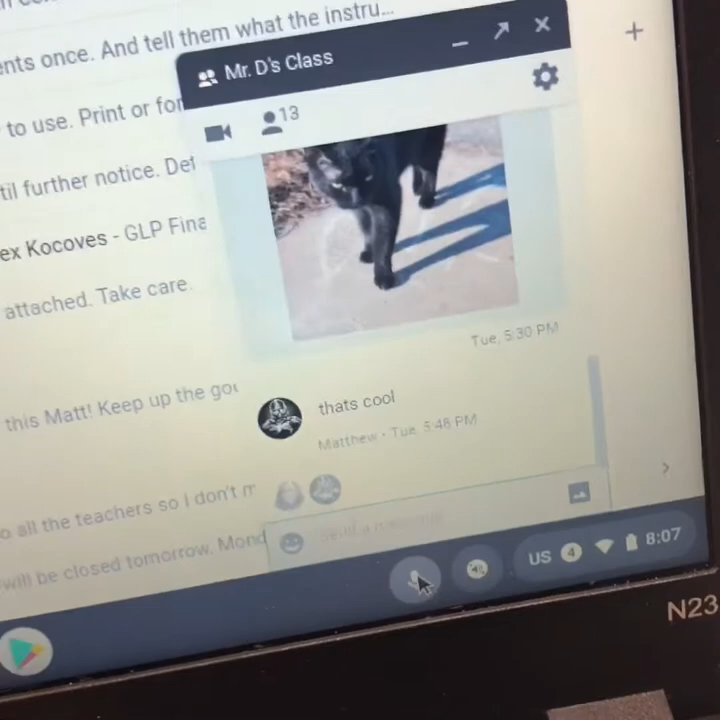 ents once. And tell them what the instru...
Mr. D's Class
to use. Print or for
13
til further notice. Det
ex Kocoves - GLP Fina
attached. Take care.
Tue, 5:30 PM
this Matt! Keep up the go
thats cool
Matthew • Tue, 5:48 PM
o all the teachers so I don't
will be closed tomorrow. Mond
US 4 8:07
N23